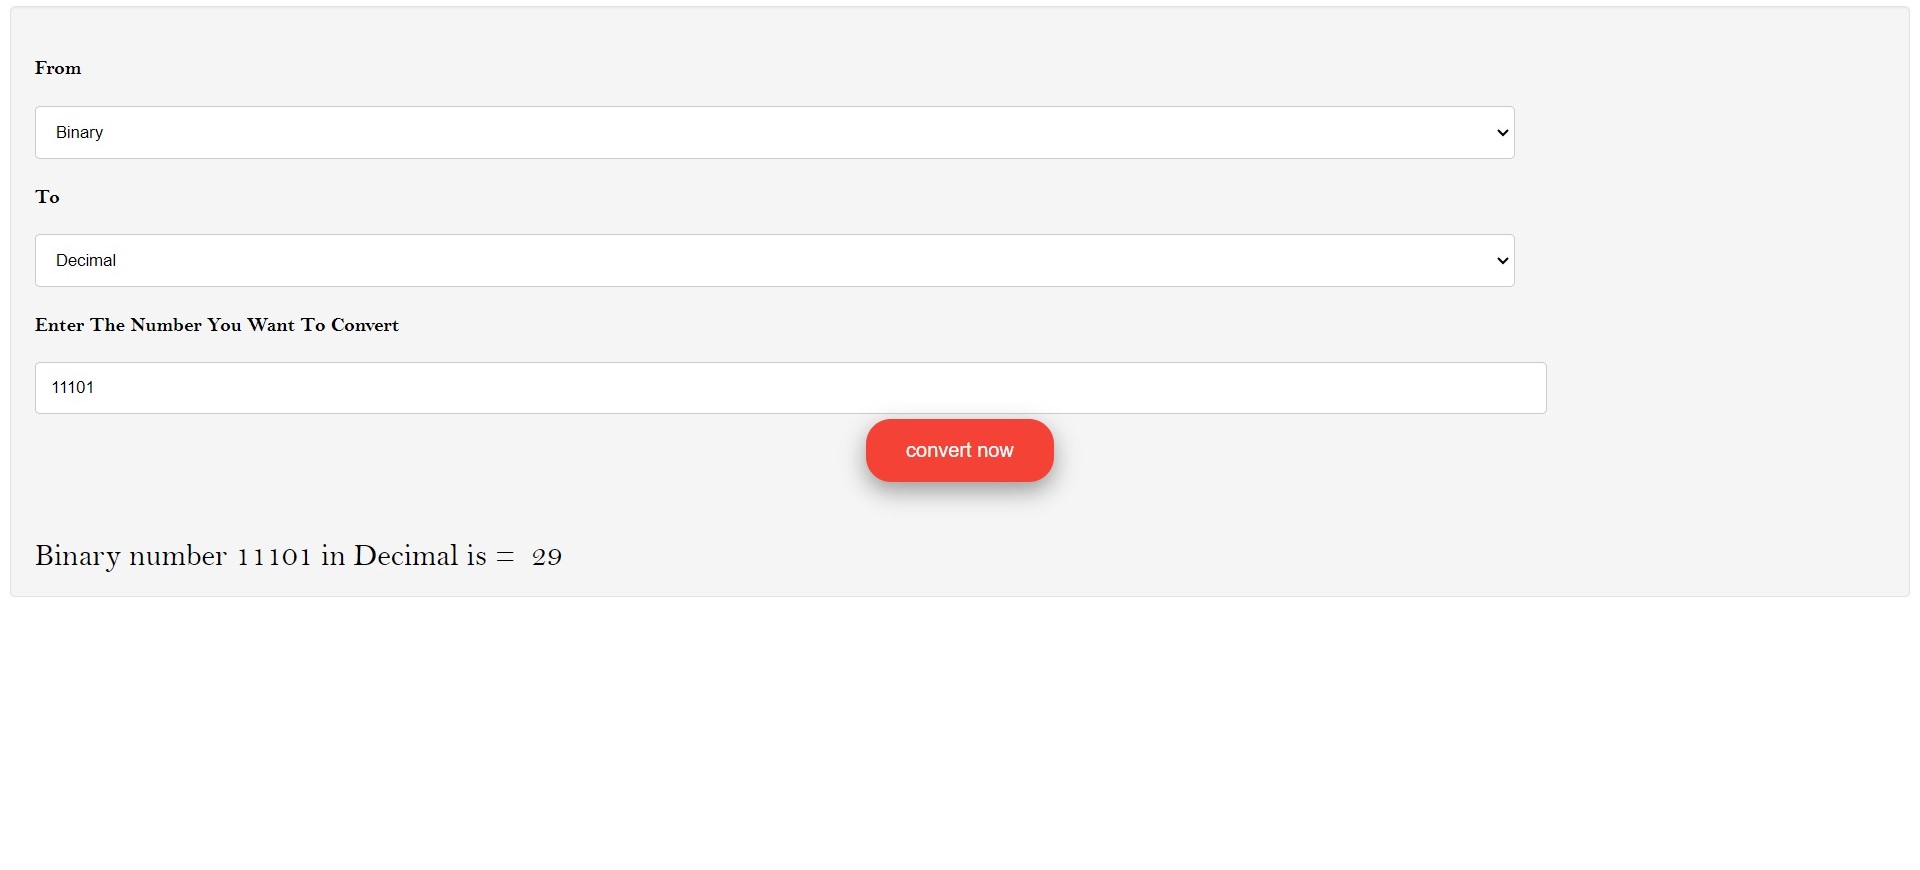 From
Binary
To
Decimal
Enter The Number You Want To Convert
11101
convert now
Binary number 11101 in Decimal is = 29